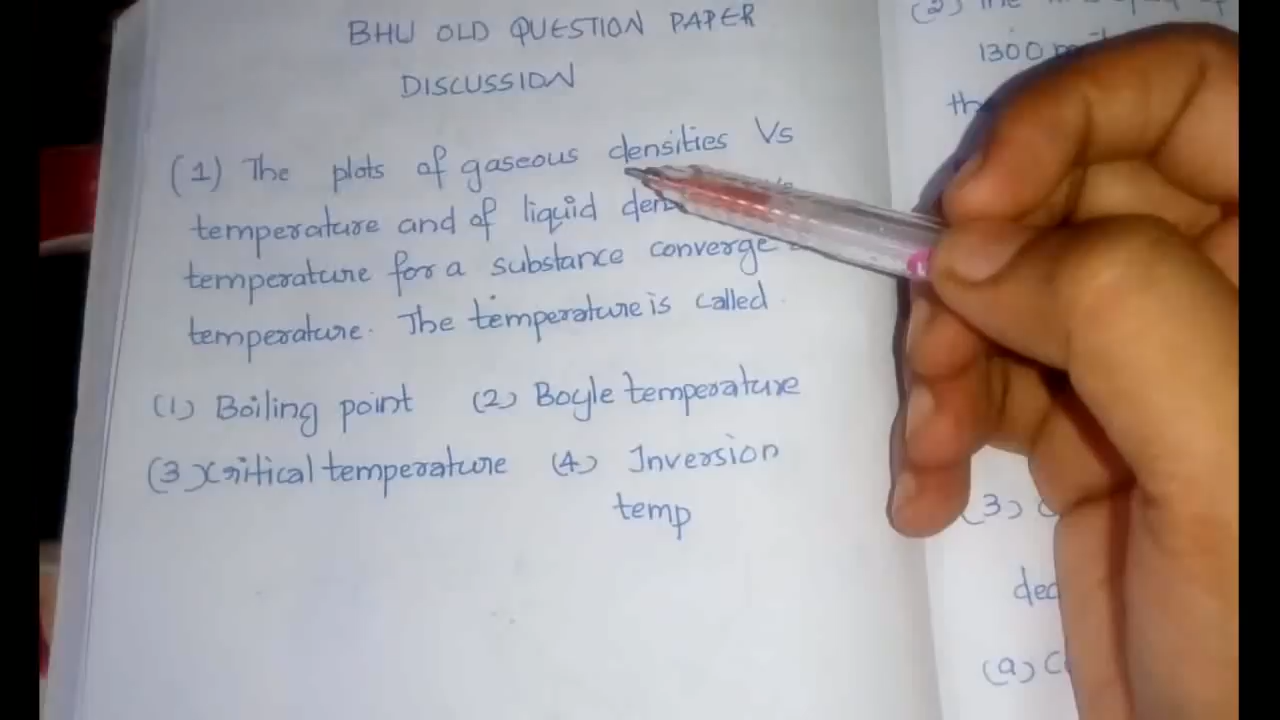 BHU OLD QUESTION PAPER
DISCUSSION
(1) The plots of gaseous densities Vs
temperature and of liquid
temperature for a substance converge
temperature. The temperature is called
(1) Boiling point (2) Boyle temperature
(3) Critical temperature (4) Inversion
temp
(2) The
1300
(3)
(a)